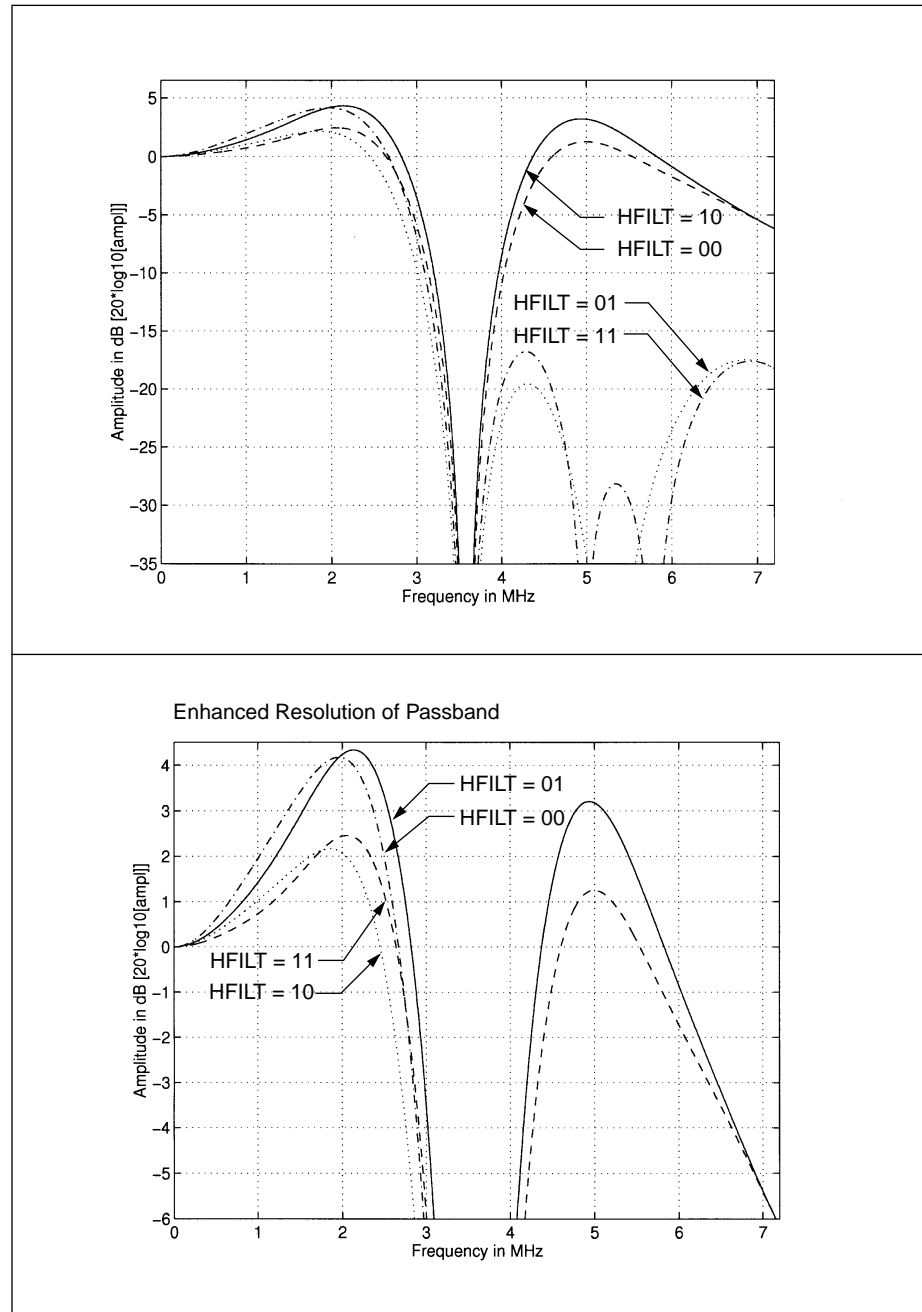 5
0
−5
−10
−15
−20
−25
−30
−35
Amplitude in dB [20*log10[ampl]]
HFILT = 10
HFILT = 00
HFILT = 01
HFILT = 11
0 1 2 3 4 5 6 7
Frequency in MHz
Enhanced Resolution of Passband
4
3
2
1
0
−1
−2
−3
−4
−5
−6
Amplitude in dB [20*log10[ampl]]
HFILT = 01
HFILT = 00
HFILT = 11
HFILT = 10
0 1 2 3 4 5 6 7
Frequency in MHz